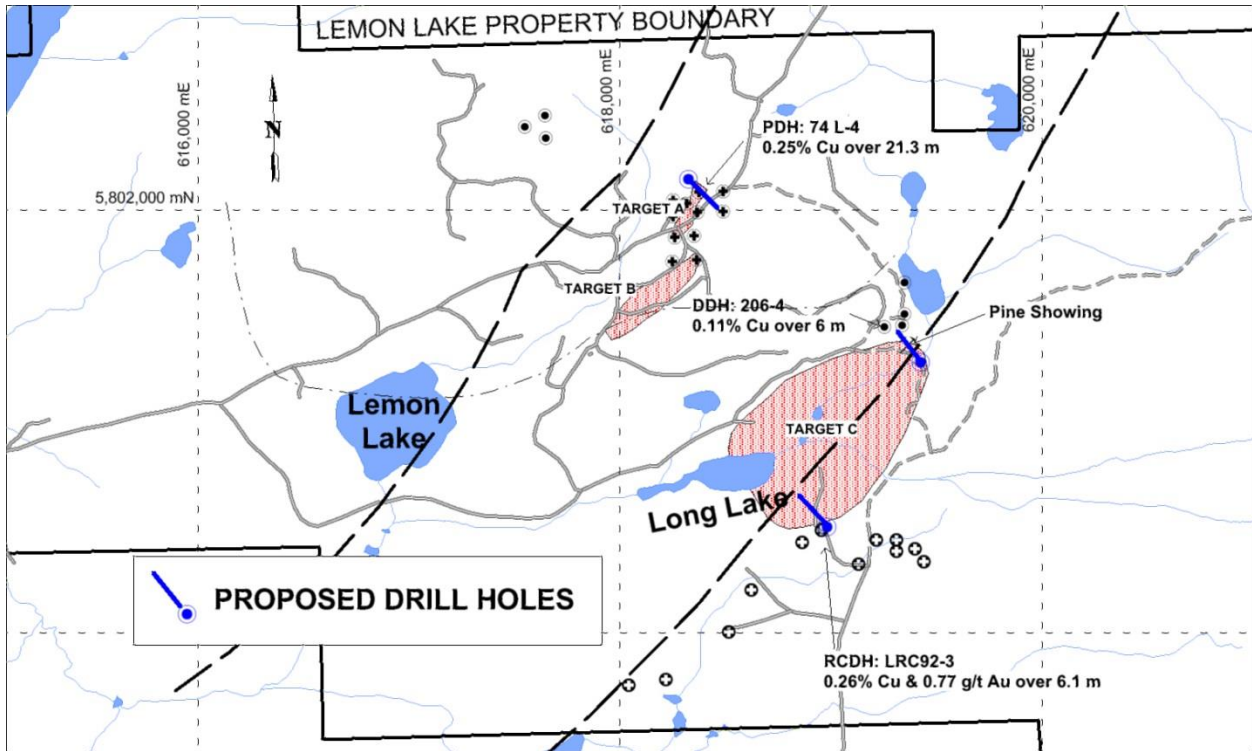 LEMON LAKE PROPERTY BOUNDARY
616,000 mE
618,000 mE
620,000 mE
N
PDH: 74 L-4
0.25% Cu over 21.3 m
5,802,000 mN
TARGET A
TARGET B
DDH: 206-4
0.11% Cu over 6 m
Pine Showing
Lemon
Lake
TARGET C
Long Lake
PROPOSED DRILL HOLES
RCDH: LRC92-3
0.26% Cu & 0.77 g/t Au over 6.1 m